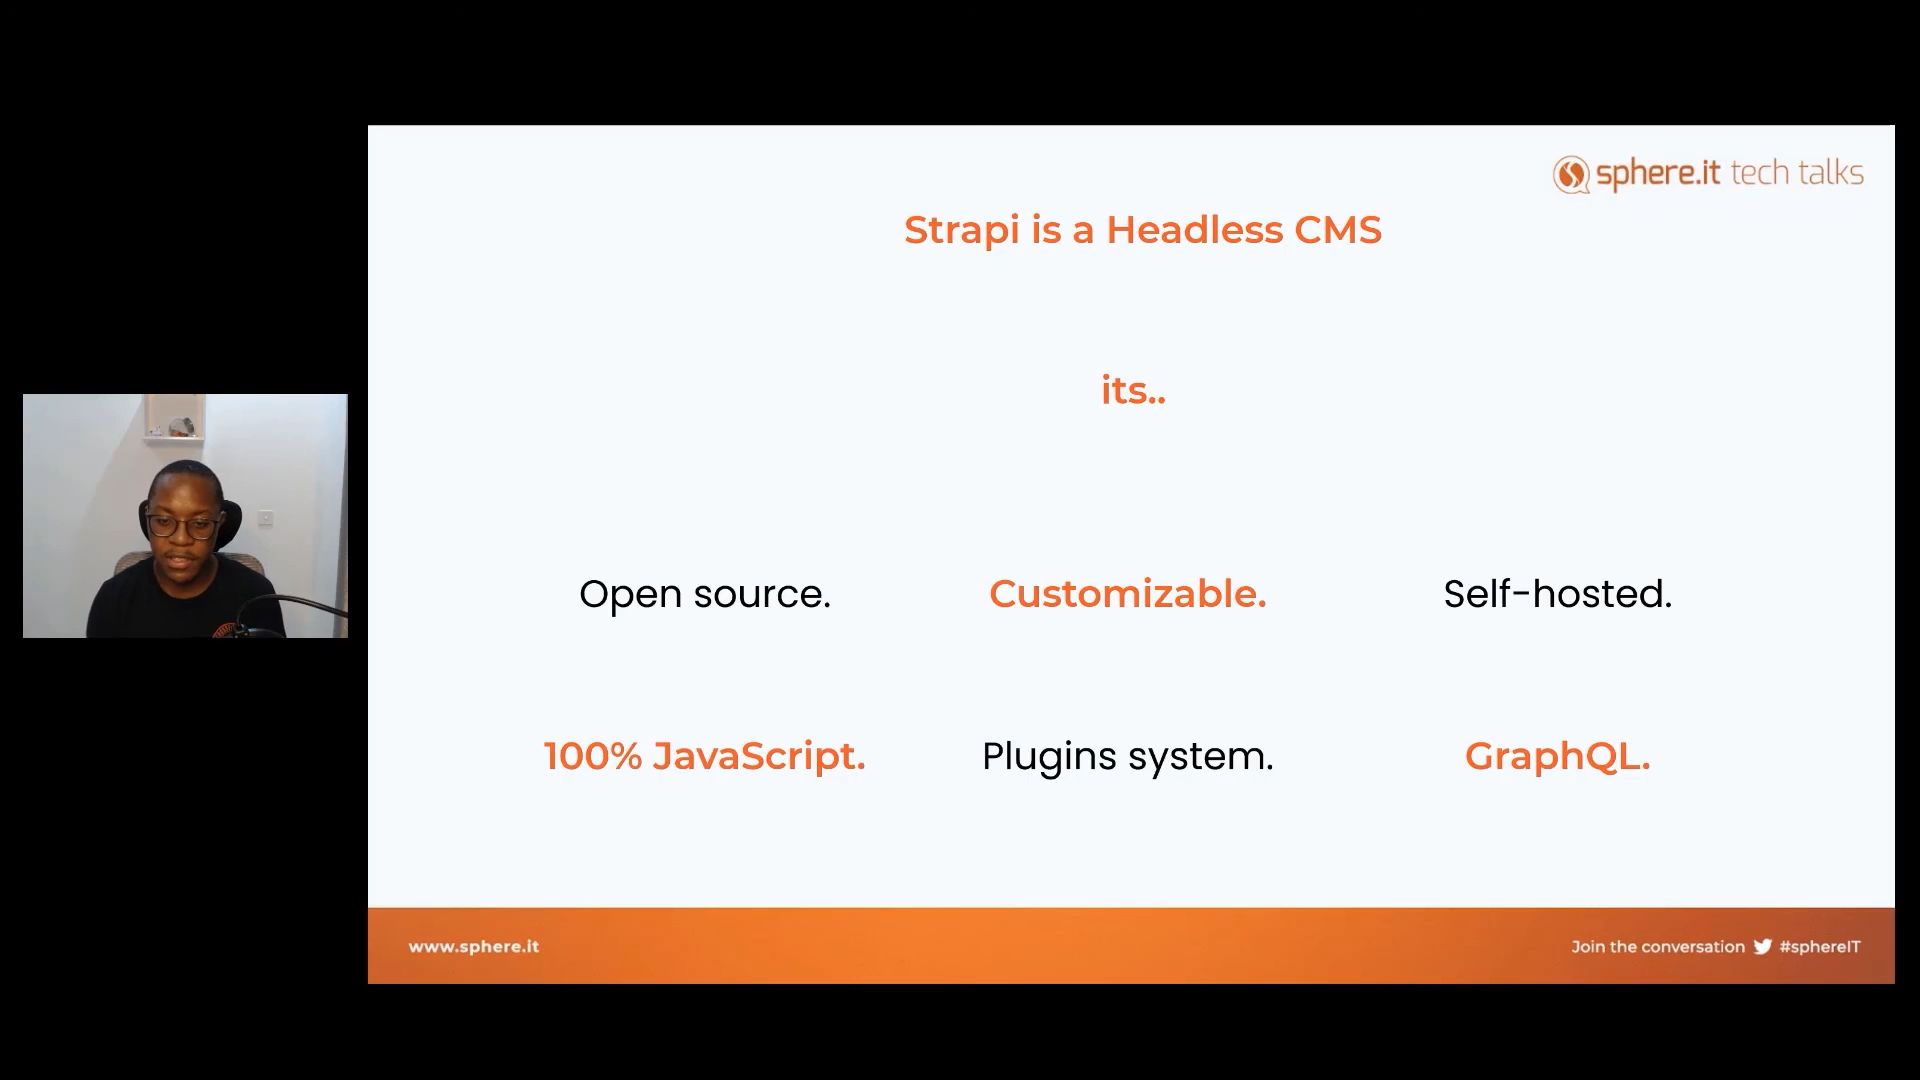 sphere.it tech talks
Strapi is a Headless CMS
its..
Open source.
Customizable.
Self-hosted.
100% JavaScript.
Plugins system.
GraphQL.
www.sphere.it
Join the conversation #sphereIT